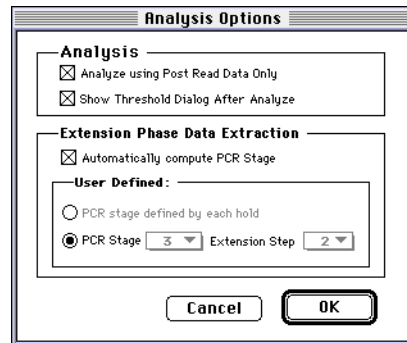 Analysis Options
Analysis
Analyze using Post Read Data Only
Show Threshold Dialog After Analyze
Extension Phase Data Extraction
Automatically compute PCR Stage
User Defined:
PCR stage defined by each hold
PCR Stage 3 Extension Step 2
Cancel OK